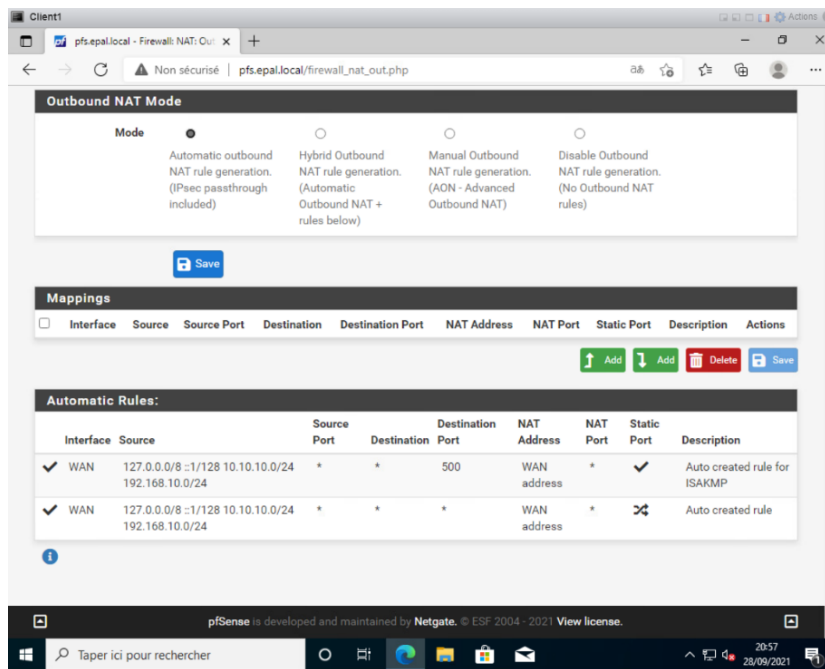 Client1
Actions
pfs.epal.local - Firewall: NAT: Out
Non sécurisé
pfs.epal.local/firewall_nat_out.php
Outbound NAT Mode
Mode
Automatic outbound
NAT rule generation.
(IPsec passthrough
included)
Hybrid Outbound
NAT rule generation.
(Automatic
Outbound NAT +
rules below)
Manual Outbound
NAT rule generation.
(AON - Advanced
Outbound NAT)
Disable Outbound
NAT rule generation.
(No Outbound NAT
rules)
Save
Mappings
Interface Source Source Port Destination Destination Port NAT Address NAT Port Static Port Description Actions
Add Add Delete Save
Automatic Rules:
Interface Source Source Port Destination Destination Port NAT Address NAT Port Static Port Description
WAN 127.0.0.0/8 ::1/128 10.10.10.0/24 192.168.10.0/24 * * 500 WAN address * Auto created rule for ISAKMP
WAN 127.0.0.0/8 ::1/128 10.10.10.0/24 192.168.10.0/24 * * * WAN address * Auto created rule
pfSense is developed and maintained by Netgate. © ESF 2004 - 2021 View license.
Taper ici pour rechercher
20:57
28/09/2021